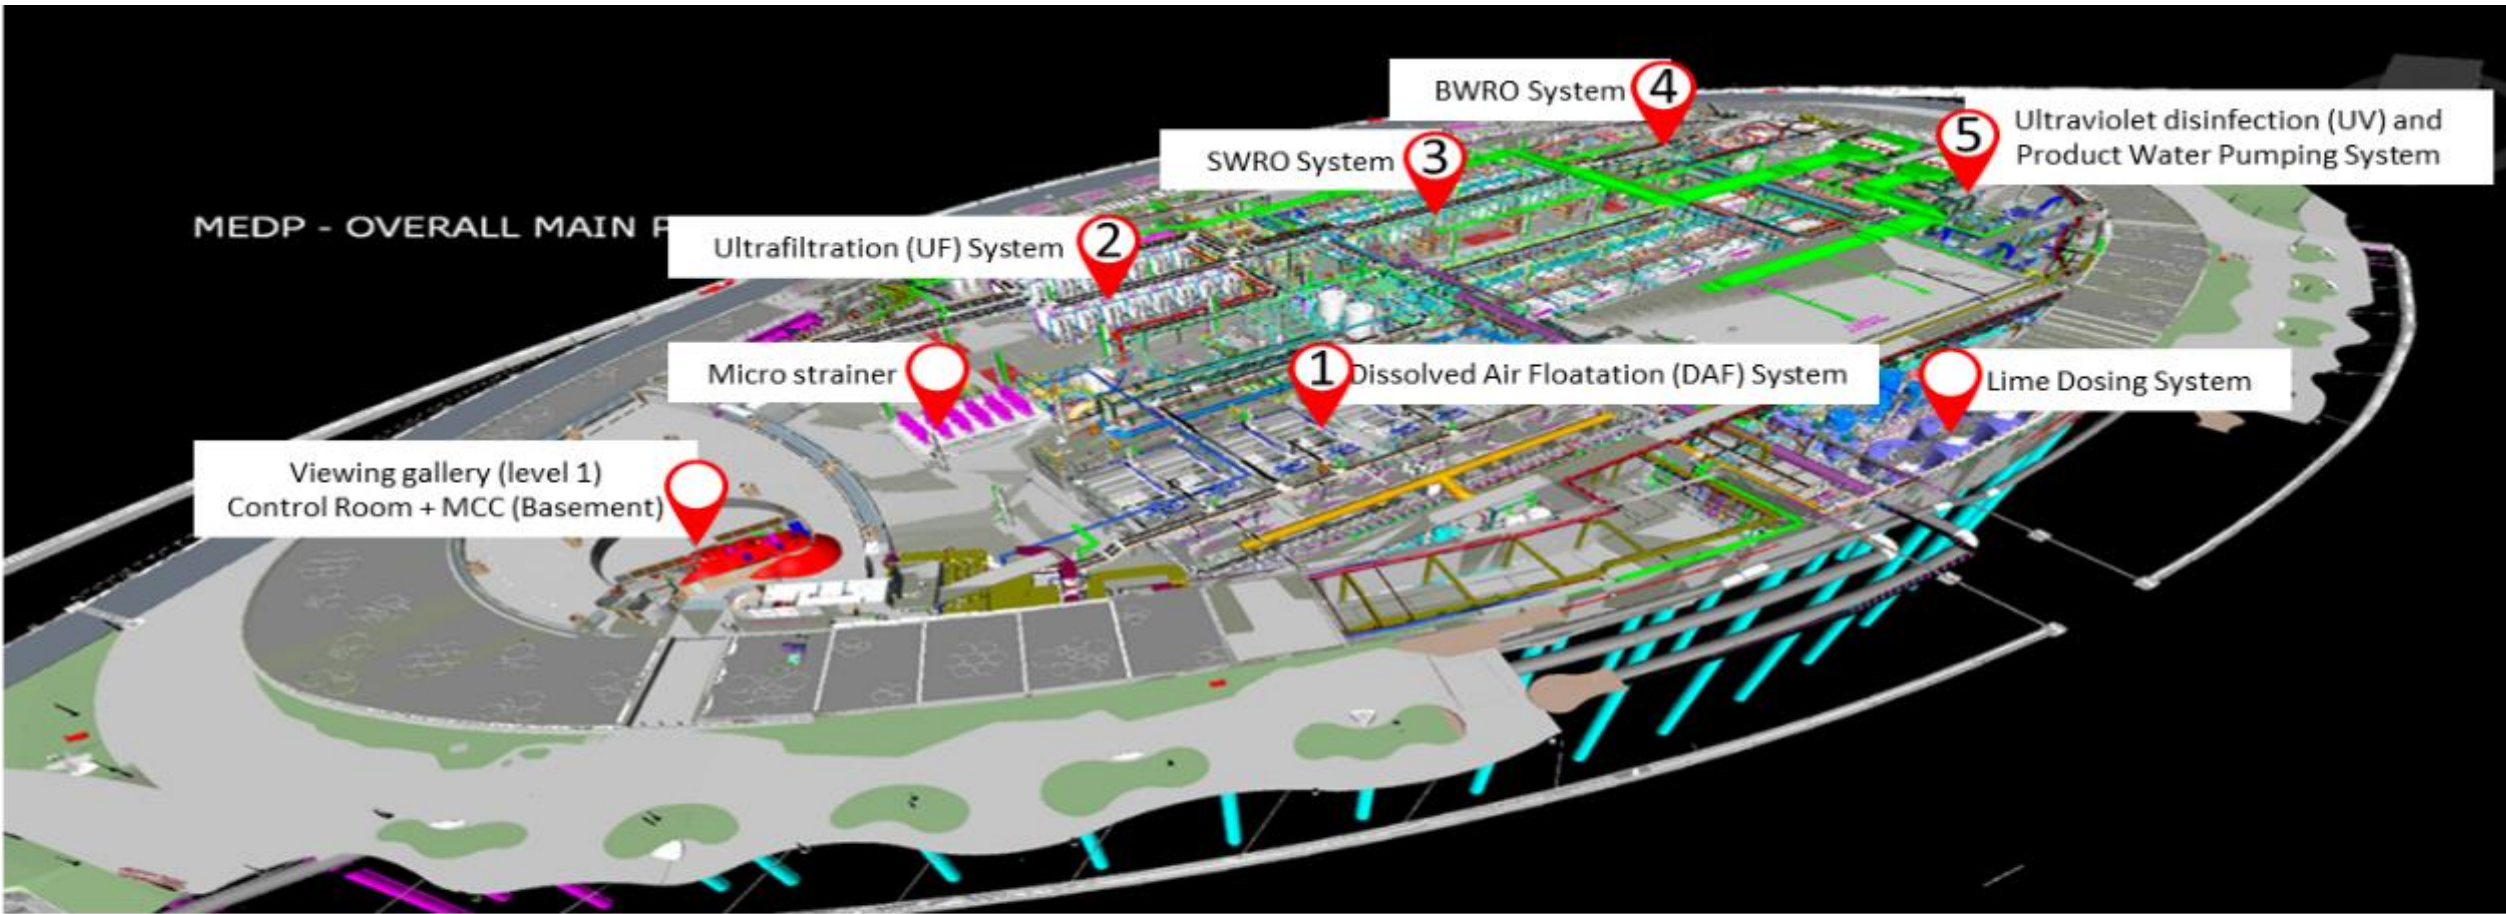 BWRO System
4
5
Ultraviolet disinfection (UV) and
Product Water Pumping System
SWRO System
3
MEDP - OVERALL MAIN P
Ultrafiltration (UF) System
2
Micro strainer
1
Dissolved Air Floatation (DAF) System
Lime Dosing System
Viewing gallery (level 1)
Control Room + MCC (Basement)